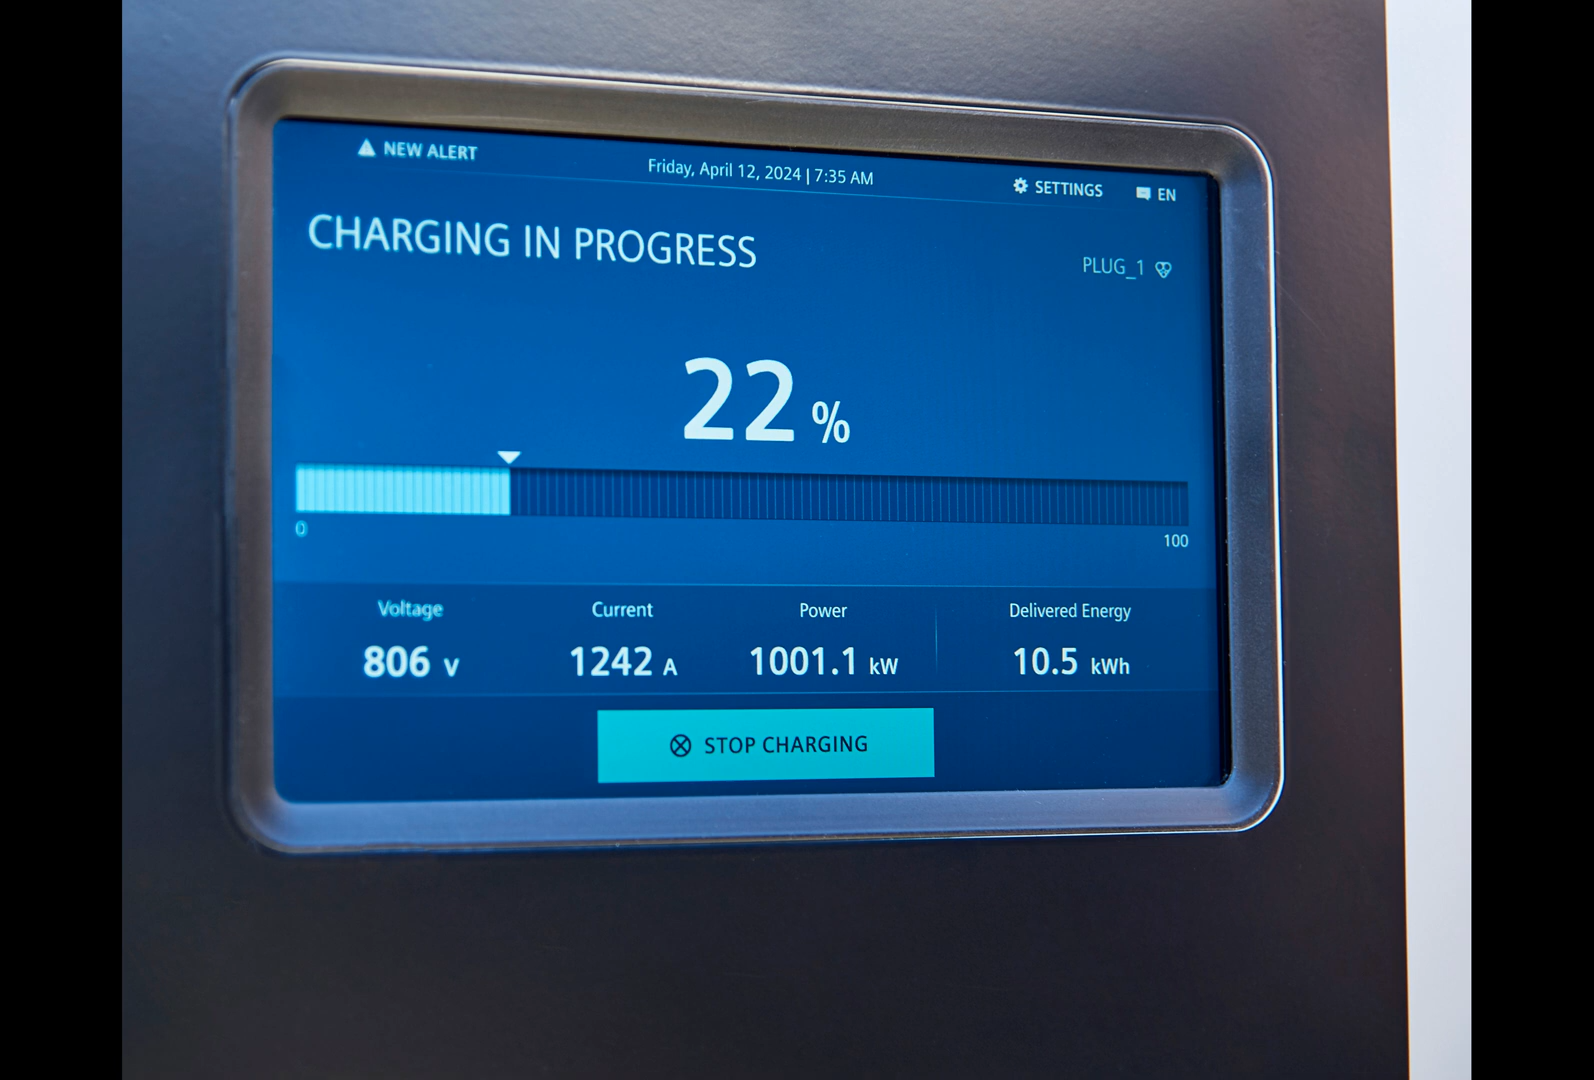 NEW ALERT
Friday, April 12, 2024 | 7:35 AM
SETTINGS
EN
CHARGING IN PROGRESS
PLUG_1
22 %
0
100
Voltage
Current
Power
Delivered Energy
806 V
1242 A
1001.1 kW
10.5 kWh
STOP CHARGING